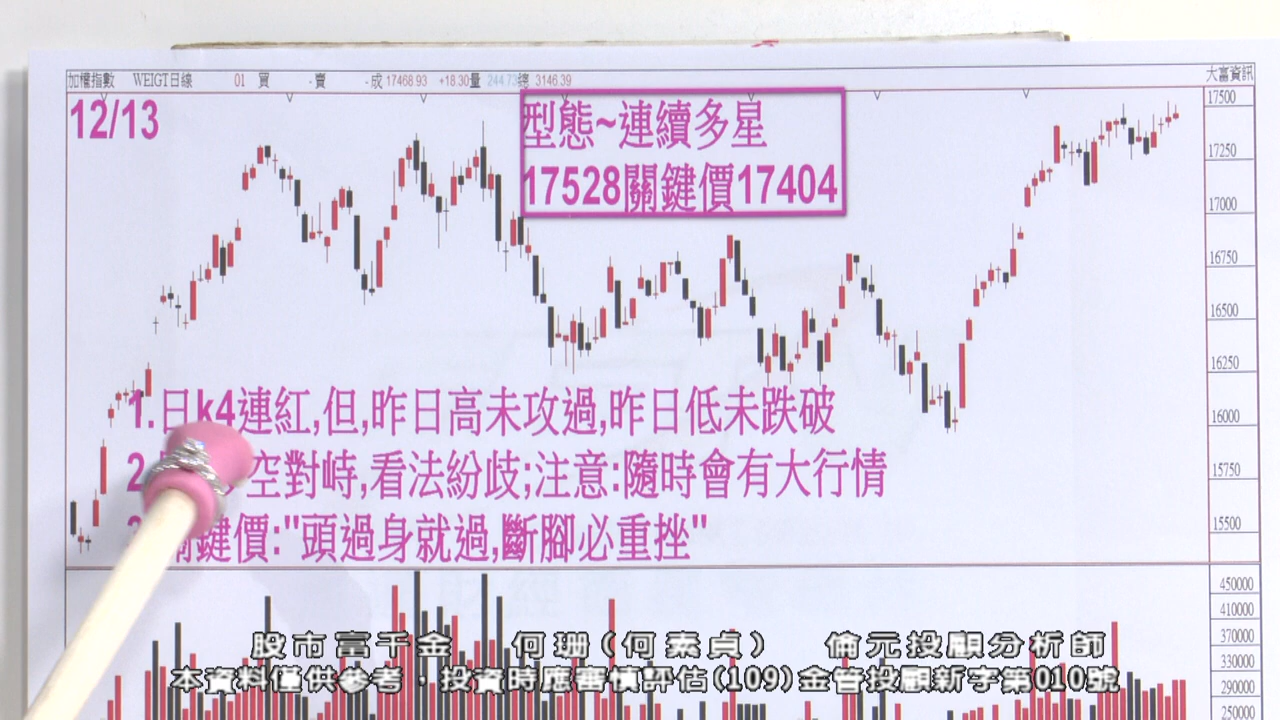 加權指數 WEIGT日線 01 買 -賣 -成 17468.93 +18.30量 244.73總 3146.39 大富資訊
12/13
型態~連續多星
17528關鍵價17404
17500
17250
17000
16750
16500
16250
16000
15750
15500
1.日k4連紅,但,昨日高未攻過,昨日低未跌破
2. 空對峙,看法紛歧;注意:隨時會有大行情
關鍵價:"頭過身就過,斷腳必重挫"
450000
410000
370000
330000
290000
250000
股市富千金 何珊(何素貞) 倫元投顧分析師
本資料僅供參考,投資時應審慎評估(109)金管投顧新字第010號